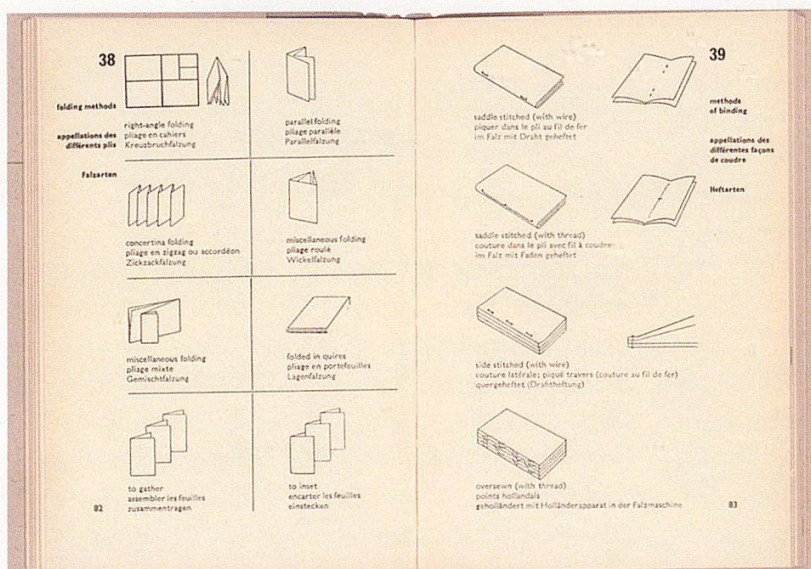 38
folding methods
appellations des
différents plis
Falzarten
right-angle folding
pliage en cahiers
Kreuzbruchfalzung
parallel folding
pliage parallèle
Parallelfalzung
concertina folding
pliage en zigzag ou accordéon
Zickzackfalzung
miscellaneous folding
pliage roulé
Wickelfalzung
miscellaneous folding
pliage mixte
Gemischtfalzung
folded in quires
pliage en portefeuilles
Lagenfalzung
to gather
assembler les feuilles
zusammentragen
to inset
encarter les feuilles
einstecken
82
39
methods
of binding
appellations des
différentes façons
de coudre
Heftarten
saddle stitched (with wire)
piquer dans le pli au fil de fer
im Falz mit Draht geheftet
saddle stitched (with thread)
couture dans le pli avec fil à coudre
im Falz mit Faden geheftet
side stitched (with wire)
couture latérale; piqué travers (couture au fil de fer)
quergeheftet (Drahtheftung)
oversewn (with thread)
points hollandais
geholländert mit Holländerapparat in der Falzmaschine
83